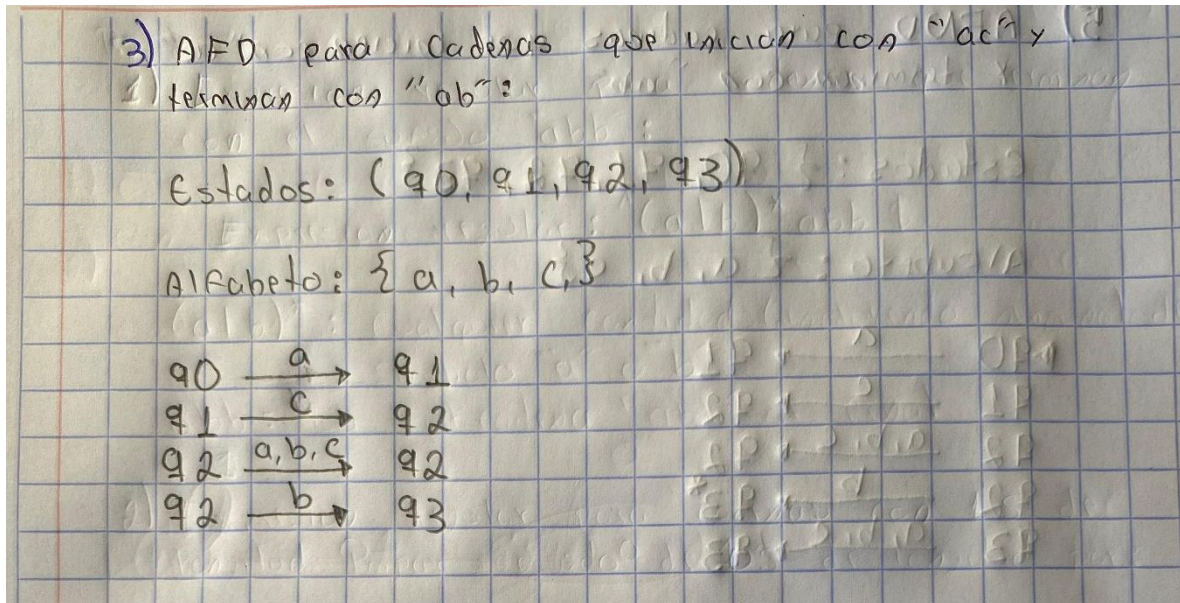 3) AFD para cadenas que inician con "ac" y
terminan con "ab":
Estados: (q0, q1, q2, q3)
Alfabeto: {a, b, c,}
q0 a→ q1
q1 c→ q2
q2 a,b,c→ q2
q2 b→ q3